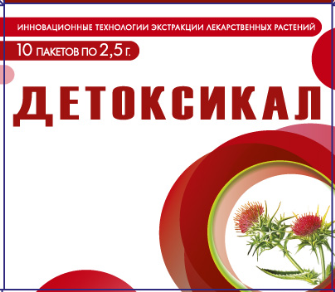 ИННОВАЦИОННЫЕ ТЕХНОЛОГИИ ЭКСТРАКЦИИ ЛЕКАРСТВЕННЫХ РАСТЕНИЙ
10 ПАКЕТОВ ПО 2,5 Г.
ДЕТОКСИКАЛ